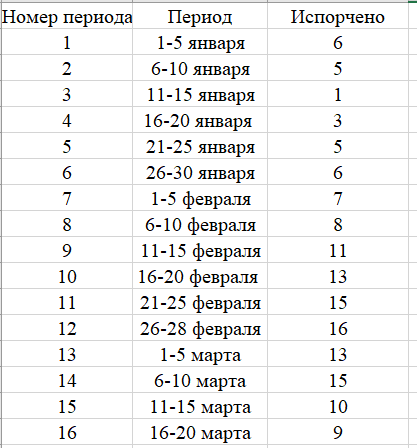 Номер периода Период Испорчено
1 1-5 января 6
2 6-10 января 5
3 11-15 января 1
4 16-20 января 3
5 21-25 января 5
6 26-30 января 6
7 1-5 февраля 7
8 6-10 февраля 8
9 11-15 февраля 11
10 16-20 февраля 13
11 21-25 февраля 15
12 26-28 февраля 16
13 1-5 марта 13
14 6-10 марта 15
15 11-15 марта 10
16 16-20 марта 9